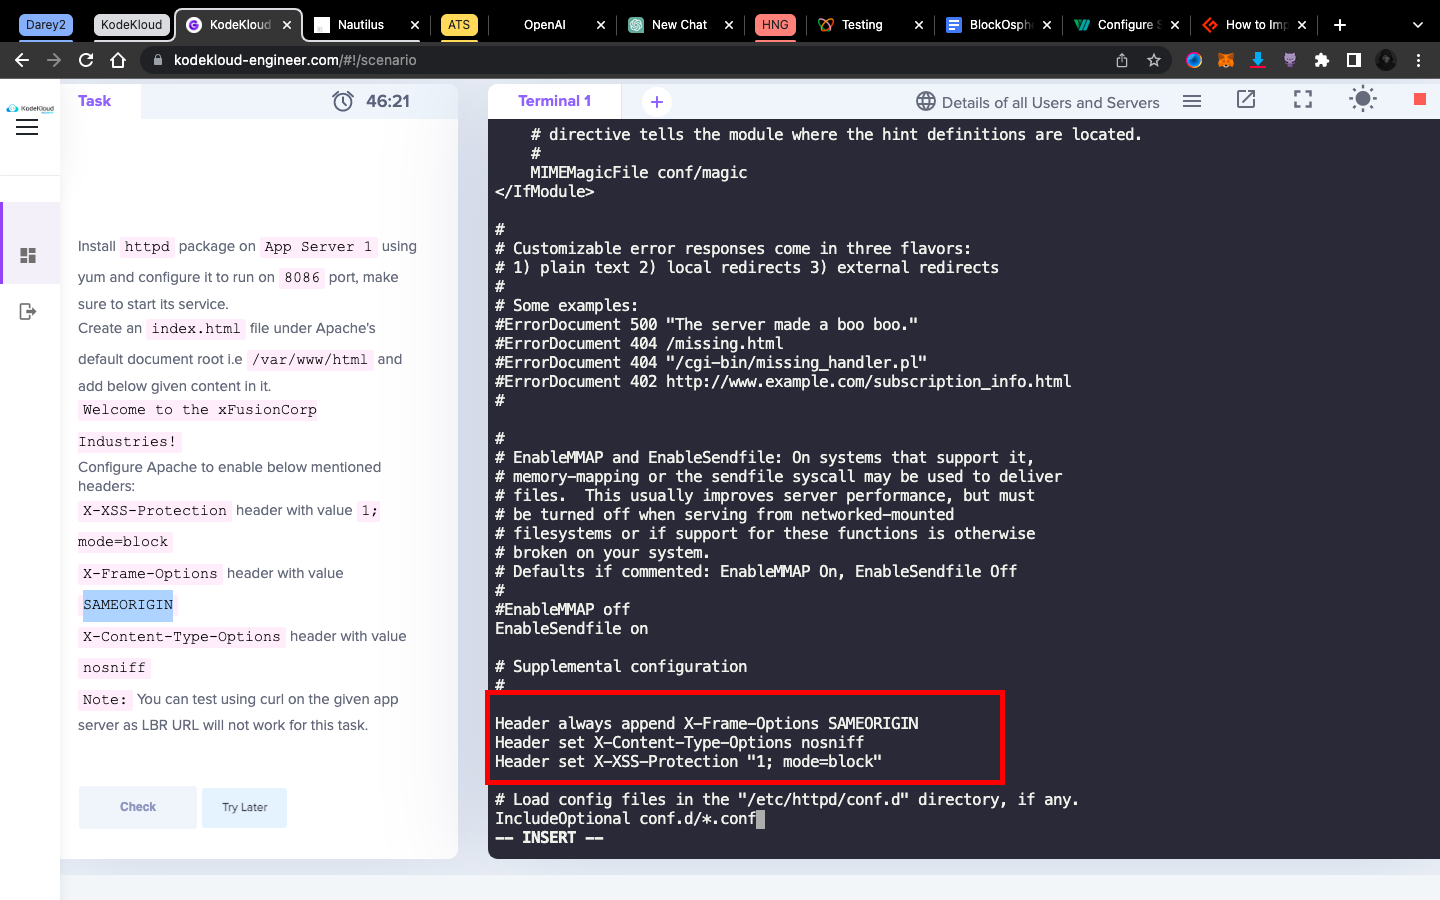 Darey2
KodeKloud
KodeKloud
Nautilus
ATS
OpenAI
New Chat
HNG
Testing
BlockOsphe
Configure S
How to Imp
kodekloud-engineer.com/#!/scenario
KodeKloud
Task
46:21
Install httpd package on App Server 1 using
yum and configure it to run on 8086 port, make
sure to start its service.
Create an index.html file under Apache's
default document root i.e /var/www/html and
add below given content in it.
Welcome to the xFusionCorp
Industries!
Configure Apache to enable below mentioned
headers:
X-XSS-Protection header with value 1;
mode=block
X-Frame-Options header with value
SAMEORIGIN
X-Content-Type-Options header with value
nosniff
Note: You can test using curl on the given app
server as LBR URL will not work for this task.
Check
Try Later
Terminal 1
+
Details of all Users and Servers
# directive tells the module where the hint definitions are located.
#
MIMEMagicFile conf/magic
</IfModule>
#
# Customizable error responses come in three flavors:
# 1) plain text 2) local redirects 3) external redirects
#
# Some examples:
#ErrorDocument 500 "The server made a boo boo."
#ErrorDocument 404 /missing.html
#ErrorDocument 404 "/cgi-bin/missing_handler.pl"
#ErrorDocument 402 http://www.example.com/subscription_info.html
#
#
# EnableMMAP and EnableSendfile: On systems that support it,
# memory-mapping or the sendfile syscall may be used to deliver
# files.  This usually improves server performance, but must
# be turned off when serving from networked-mounted
# filesystems or if support for these functions is otherwise
# broken on your system.
# Defaults if commented: EnableMMAP On, EnableSendfile Off
#
#EnableMMAP off
EnableSendfile on
# Supplemental configuration
#
Header always append X-Frame-Options SAMEORIGIN
Header set X-Content-Type-Options nosniff
Header set X-XSS-Protection "1; mode=block"
# Load config files in the "/etc/httpd/conf.d" directory, if any.
IncludeOptional conf.d/*.conf
-- INSERT --